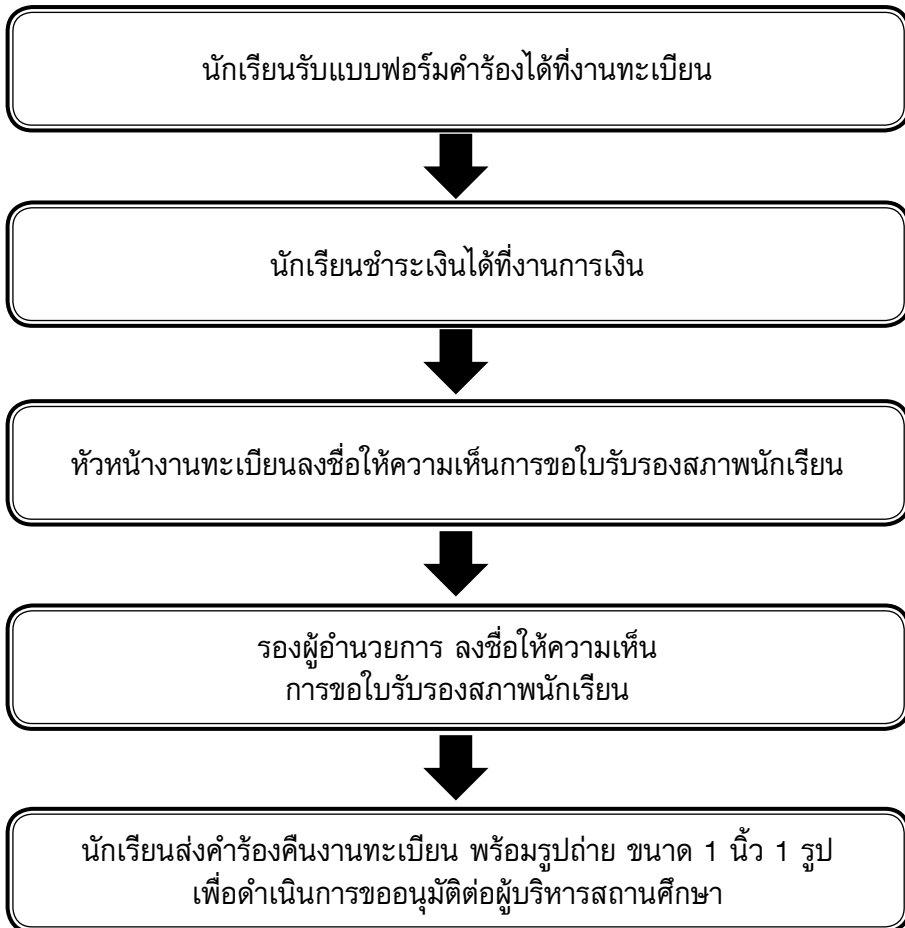 นักเรียนรับแบบฟอร์มคำร้องได้ที่งานทะเบียน
นักเรียนชำระเงินได้ที่งานการเงิน
หัวหน้างานทะเบียนลงชื่อให้ความเห็นการขอใบรับรองสภาพนักเรียน
รองผู้อำนวยการ ลงชื่อให้ความเห็น
การขอใบรับรองสภาพนักเรียน
นักเรียนส่งคำร้องคืนงานทะเบียน พร้อมรูปถ่าย ขนาด 1 นิ้ว 1 รูป
เพื่อดำเนินการขออนุมัติต่อผู้บริหารสถานศึกษา